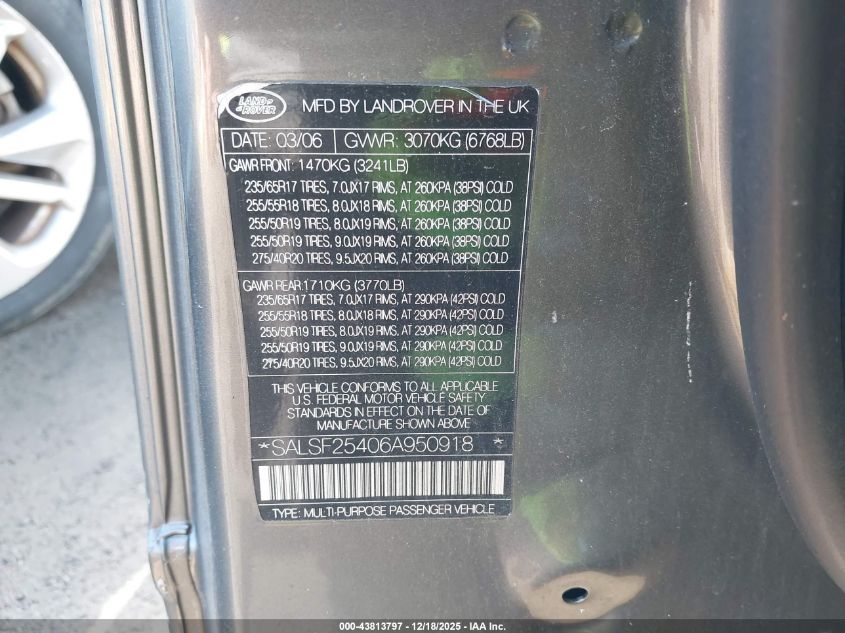 LAND ROVER
MFD BY LANDROVER IN THE UK
DATE: 03/06 GVWR: 3070KG (6768LB)
GAWR FRONT: 1470KG (3241LB)
235/65R17 TIRES, 7.0JX17 RIMS, AT 260KPA (38PSI) COLD
255/55R18 TIRES, 8.0JX18 RIMS, AT 260KPA (38PSI) COLD
255/50R19 TIRES, 8.0JX19 RIMS, AT 260KPA (38PSI) COLD
255/50R19 TIRES, 9.0JX19 RIMS, AT 260KPA (38PSI) COLD
275/40R20 TIRES, 9.5JX20 RIMS, AT 260KPA (38PSI) COLD
GAWR REAR: 1710KG (3770LB)
235/65R17 TIRES, 7.0JX17 RIMS, AT 290KPA (42PSI) COLD
255/55R18 TIRES, 8.0JX18 RIMS, AT 290KPA (42PSI) COLD
255/50R19 TIRES, 8.0JX19 RIMS, AT 290KPA (42PSI) COLD
255/50R19 TIRES, 9.0JX19 RIMS, AT 290KPA (42PSI) COLD
275/40R20 TIRES, 9.5JX20 RIMS, AT 290KPA (42PSI) COLD
THIS VEHICLE CONFORMS TO ALL APPLICABLE
U.S. FEDERAL MOTOR VEHICLE SAFETY
STANDARDS IN EFFECT ON THE DATE OF
MANUFACTURE SHOWN ABOVE
*SALSF25406A950918 *
TYPE: MULTI-PURPOSE PASSENGER VEHICLE
000-43813797 - 12/18/2025 - IAA Inc.